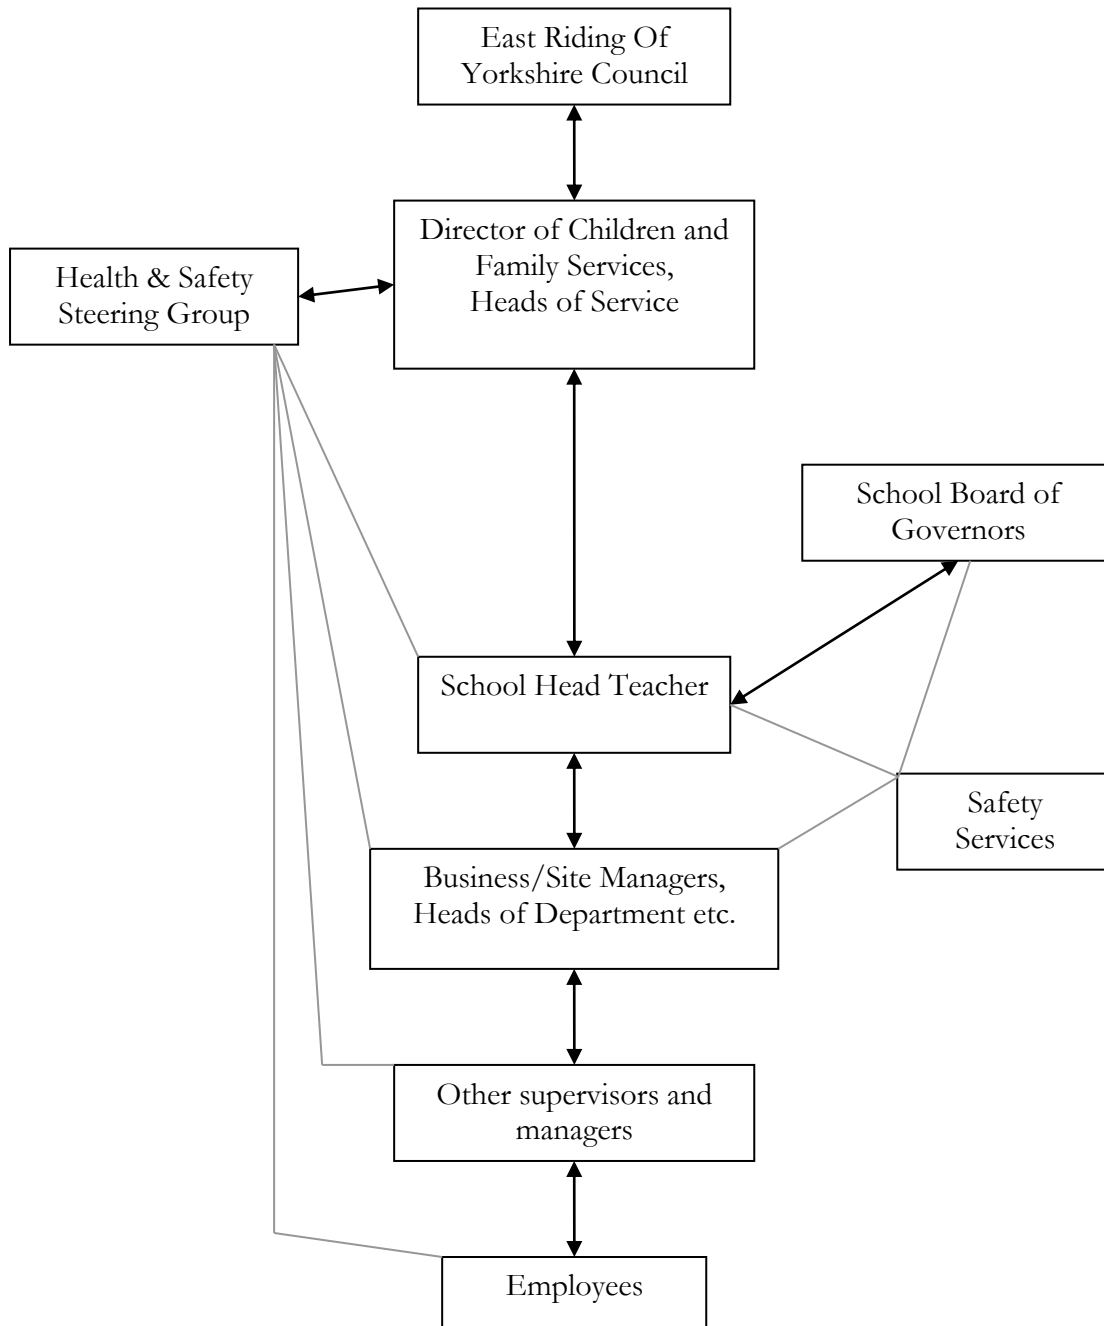 East Riding Of
Yorkshire Council
Director of Children and
Family Services,
Heads of Service
Health & Safety
Steering Group
School Board of
Governors
School Head Teacher
Safety
Services
Business/Site Managers,
Heads of Department etc.
Other supervisors and
managers
Employees